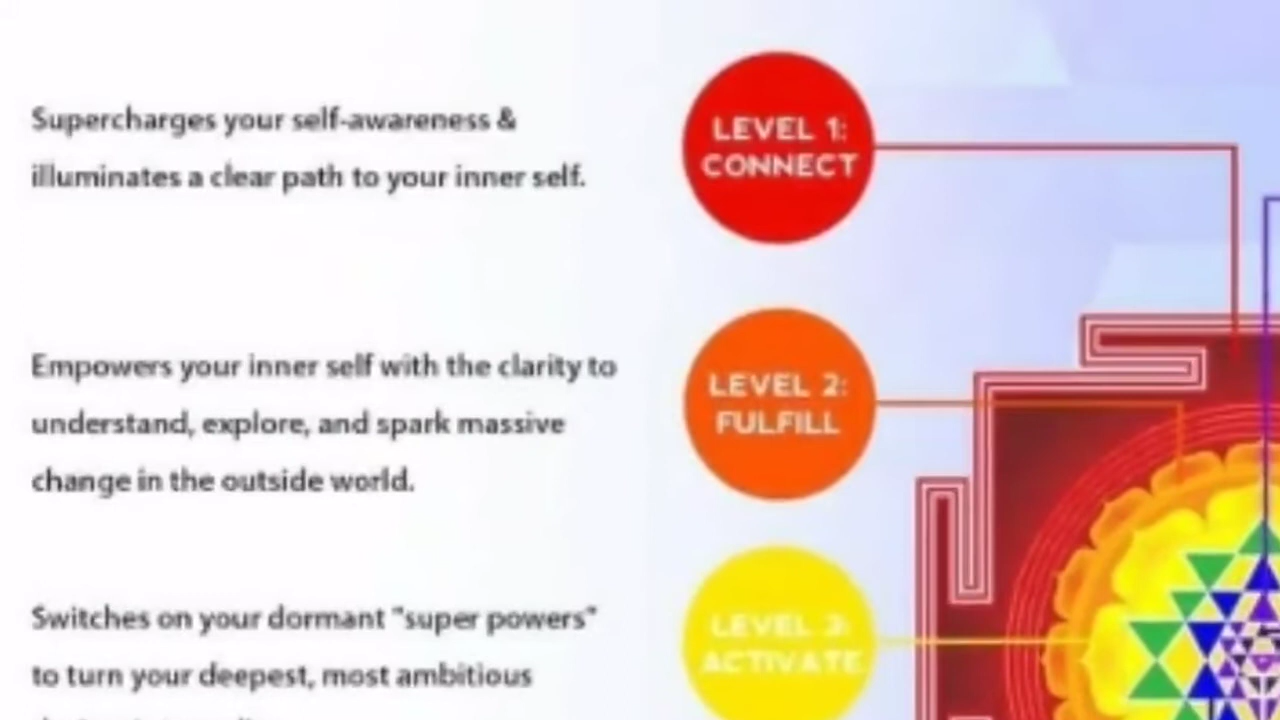 Supercharges your self-awareness &
illuminates a clear path to your inner self.
LEVEL 1:
CONNECT
Empowers your inner self with the clarity to
understand, explore, and spark massive
change in the outside world.
LEVEL 2:
FULFILL
Switches on your dormant "super powers"
to turn your deepest, most ambitious
LEVEL 3:
ACTIVATE